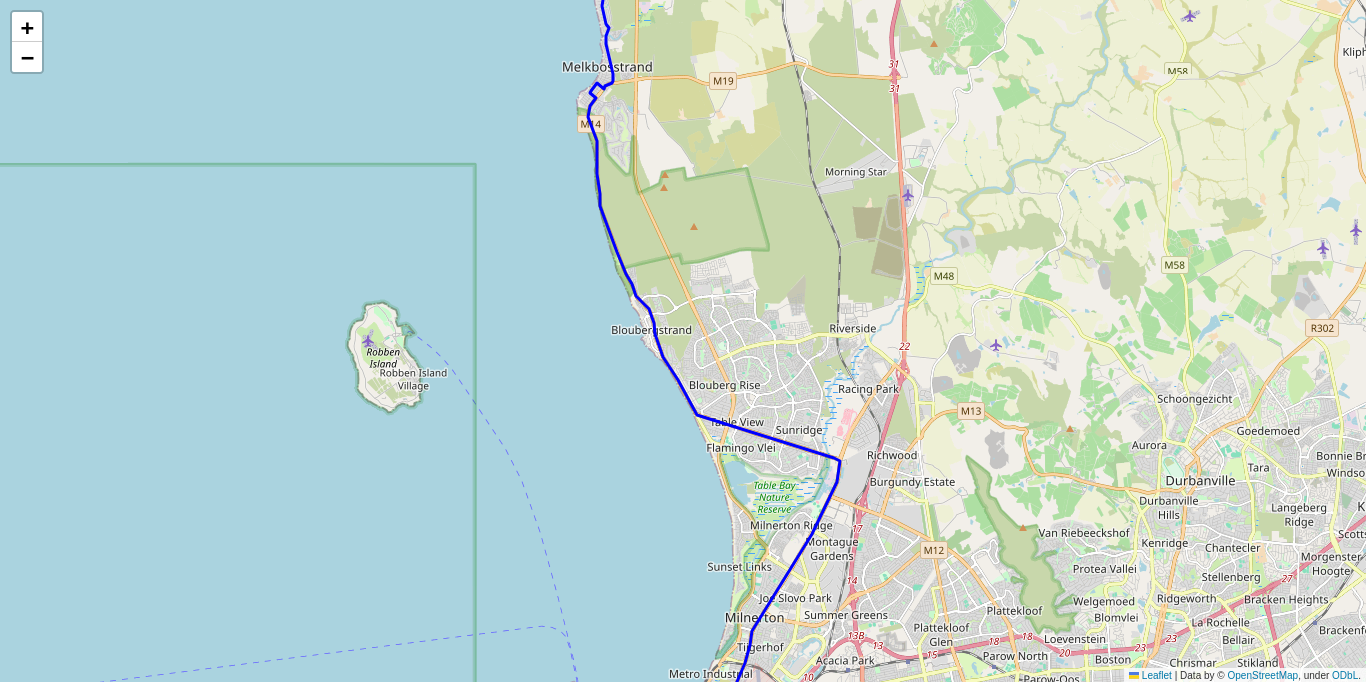 +
−
Melkbosstrand
M19
31
31
M58
Kliph
M14
Morning Star
M58
M48
Riverside
R302
Bloubergstrand
22
Robben
Island
Robben Island
Village
Blouberg Rise
Racing Park
Schoongezicht
M13
Table View
Sunridge
Goedemoed
Flamingo Vlei
Richwood
Aurora
Bonnie Br
Tara
Windso
Table Bay
Nature
Reserve
Burgundy Estate
Durbanville
Durbanville
Hills
Langeberg
Ridge
K
Milnerton Ridge
17
Van Riebeeckshof
Scotts
Montague
Gardens
M12
Kenridge
Chantecler
Morgenster
Hoogte
Sunset Links
14
Protea Vallei
Stellenberg
27
Joe Slovo Park
Welgemoed
Ridgeworth
Bracken Heights
Milnerton
Summer Greens
Plattekloof
Blomvlei
La Rochelle
Plattekloof
Glen
13B
18
18
Loevenstein
23
Bellair
Brackenfe
Tijgerhof
Acacia Park
15
Parow North
20
Boston
Chrismar
Stikland
Metro Industrial
10
Parow-Oos
Leaflet | Data by © OpenStreetMap, under ODbL.